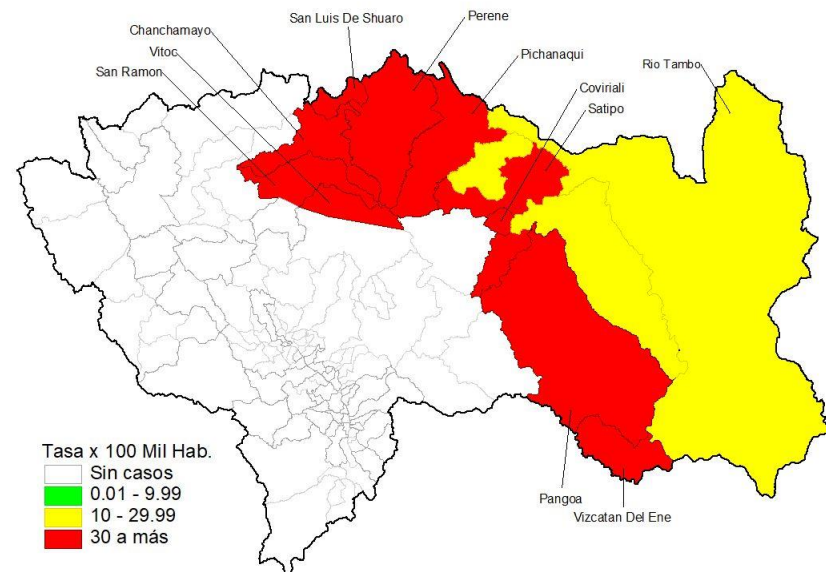 San Luis De Shuaro
Perene
Chanchamayo
Vitoc
Pichanaqui
San Ramon
Rio Tambo
Coviriali
Satipo
Tasa x 100 Mil Hab.
Sin casos
0.01 - 9.99
10 - 29.99
30 a más
Pangoa
Vizcatan Del Ene